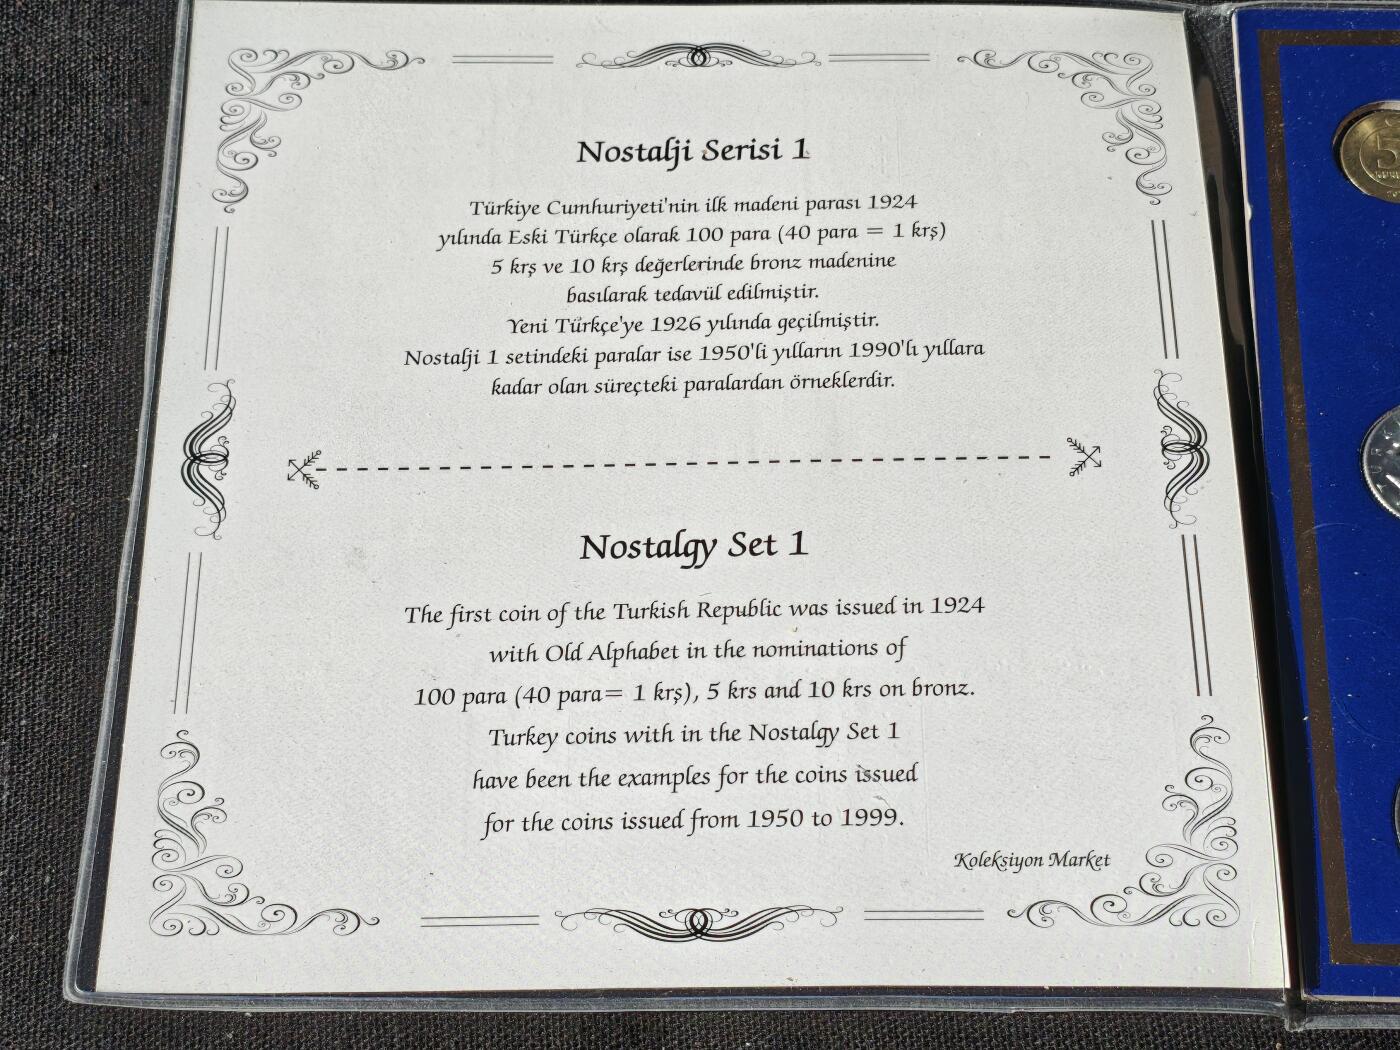 Nostalji Serisi 1
Türkiye Cumhuriyeti'nin ilk madeni parası 1924
yılında Eski Türkçe olarak 100 para (40 para = 1 krş)
5 krş ve 10 krş değerlerinde bronz madenine
basılarak tedavül edilmiştir.
Yeni Türkçe'ye 1926 yılında geçilmiştir.
Nostalji 1 setindeki paralar ise 1950'li yılların 1990'lı yıllara
kadar olan süreçteki paralardan örneklerdir.
Nostalgy Set 1
The first coin of the Turkish Republic was issued in 1924
with Old Alphabet in the nominations of
100 para (40 para= 1 krş), 5 krs and 10 krs on bronz.
Turkey coins with in the Nostalgy Set 1
have been the examples for the coins issued
for the coins issued from 1950 to 1999.
Koleksiyon Market
5